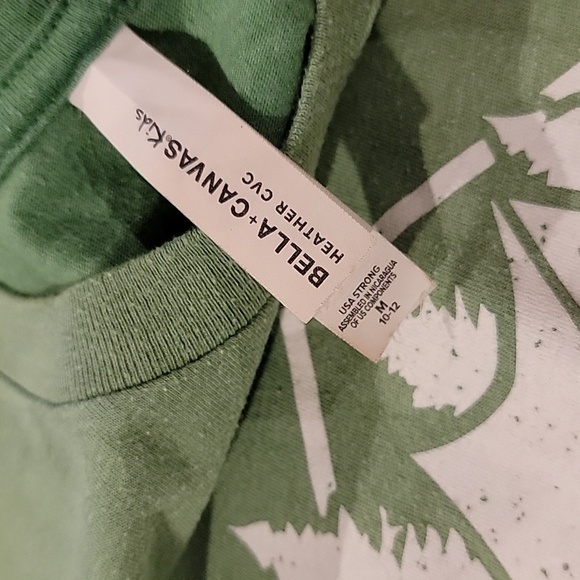 BELLA+CANVAS® Kids
HEATHER CVC
USA STRONG
ASSEMBLED IN NICARAGUA
OF US COMPONENTS
M
10-12